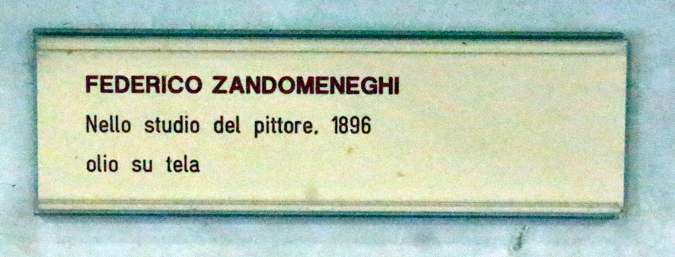 FEDERICO ZANDOMENEGHI
Nello studio del pittore, 1896
olio su tela